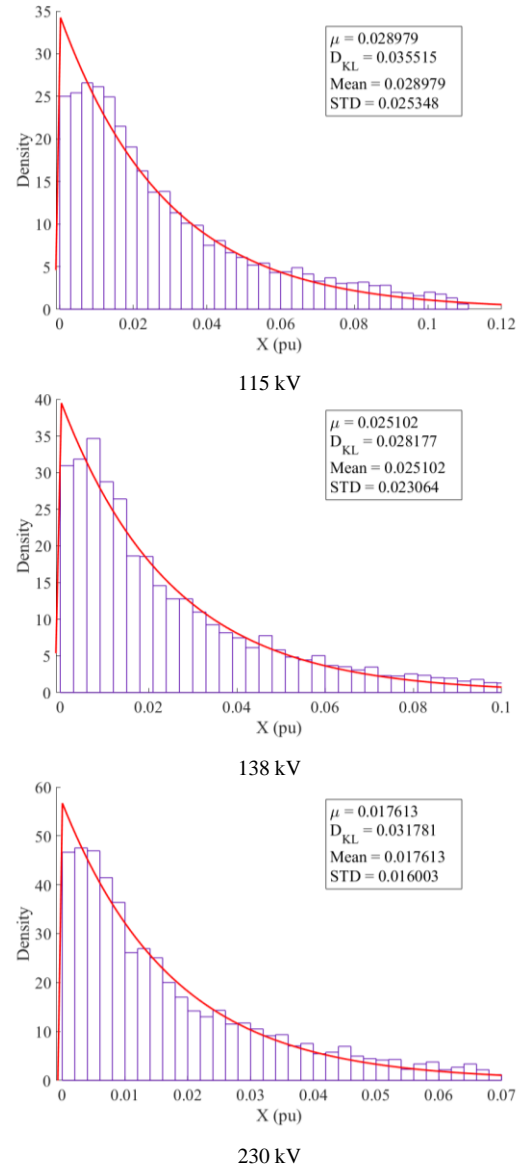 35
30
25
20
15
10
5
0
Density
0
0.02
0.04
0.06
0.08
0.1
0.12
X (pu)
μ = 0.028979
D_KL = 0.035515
Mean = 0.028979
STD = 0.025348
115 kV
40
35
30
25
20
15
10
5
0
Density
0
0.02
0.04
0.06
0.08
0.1
X (pu)
μ = 0.025102
D_KL = 0.028177
Mean = 0.025102
STD = 0.023064
138 kV
60
50
40
30
20
10
0
Density
0
0.01
0.02
0.03
0.04
0.05
0.06
0.07
X (pu)
μ = 0.017613
D_KL = 0.031781
Mean = 0.017613
STD = 0.016003
230 kV